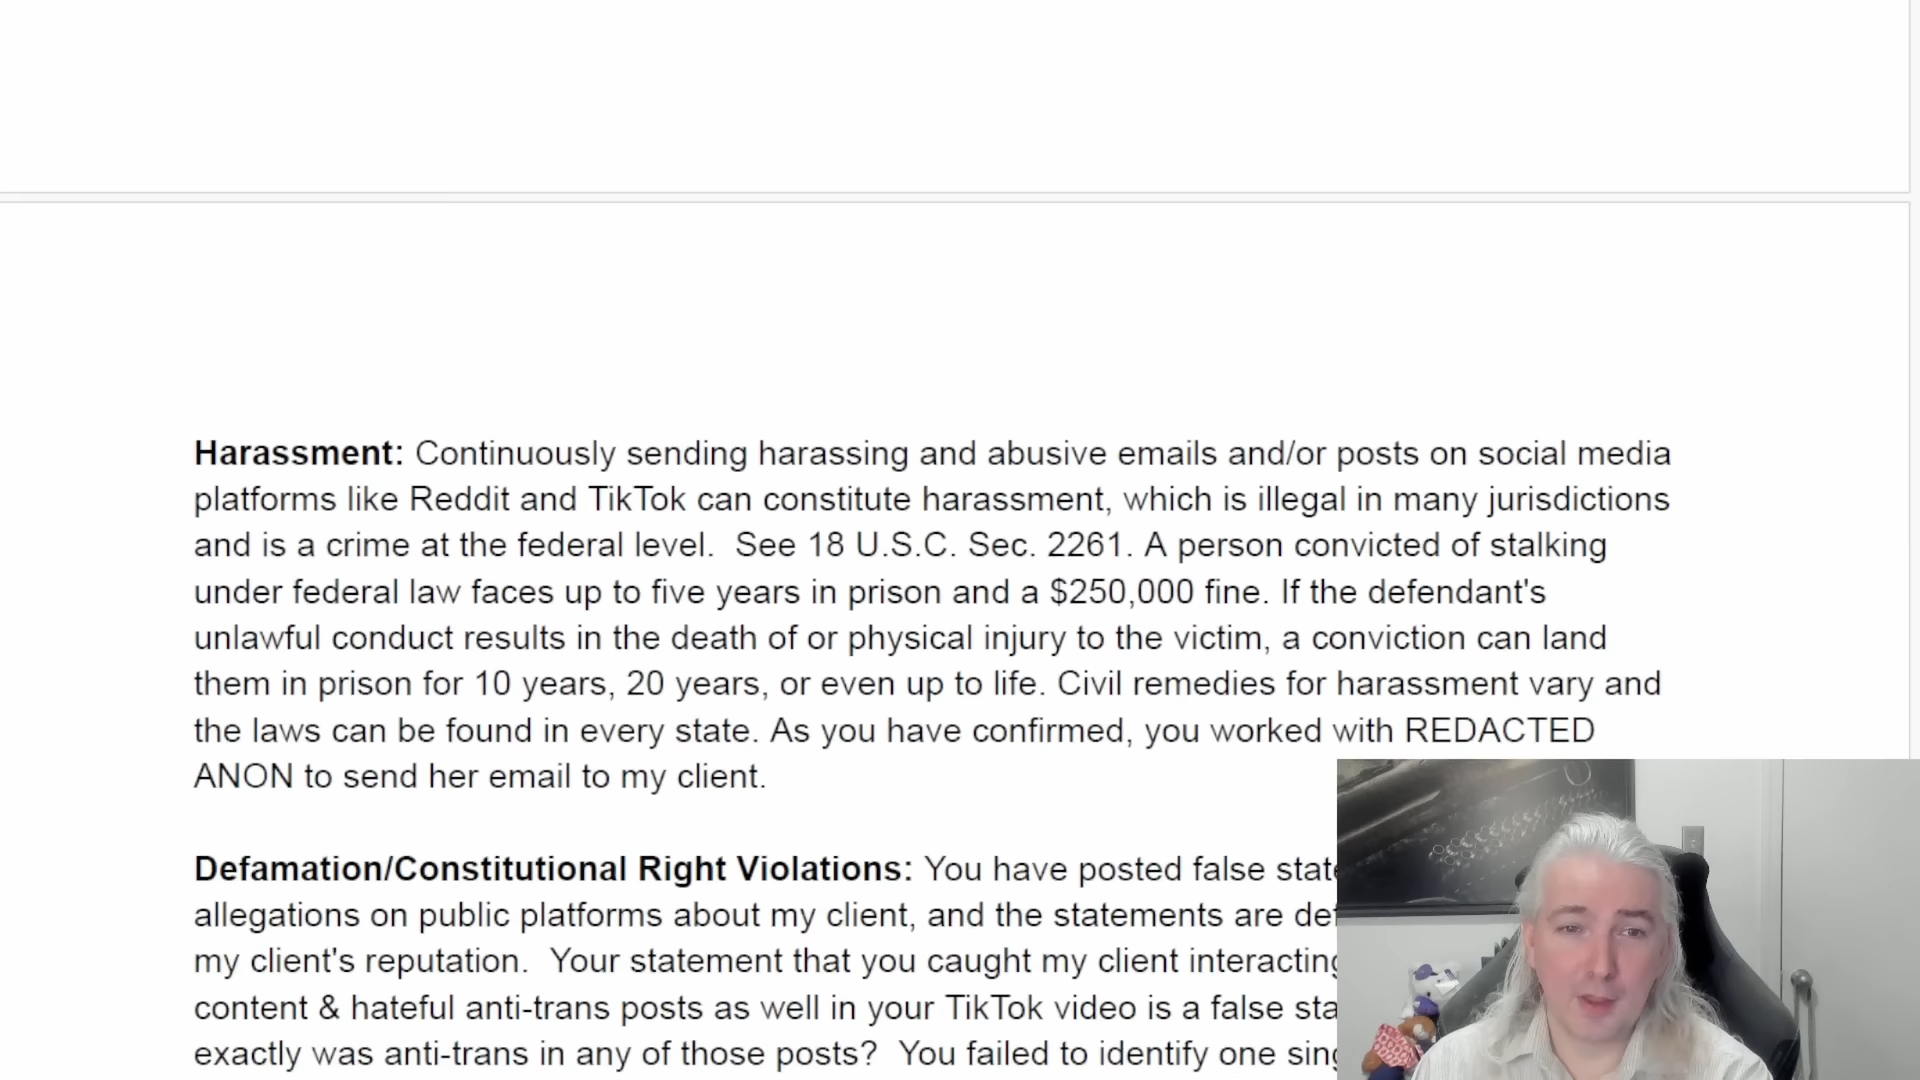 Harassment: Continuously sending harassing and abusive emails and/or posts on social media
platforms like Reddit and TikTok can constitute harassment, which is illegal in many jurisdictions
and is a crime at the federal level.  See 18 U.S.C. Sec. 2261. A person convicted of stalking
under federal law faces up to five years in prison and a $250,000 fine. If the defendant's
unlawful conduct results in the death of or physical injury to the victim, a conviction can land
them in prison for 10 years, 20 years, or even up to life. Civil remedies for harassment vary and
the laws can be found in every state. As you have confirmed, you worked with REDACTED
ANON to send her email to my client.
Defamation/Constitutional Right Violations: You have posted false
allegations on public platforms about my client, and the statements are
my client's reputation.  Your statement that you caught my client interacting
content & hateful anti-trans posts as well in your TikTok video is a false
exactly was anti-trans in any of those posts?  You failed to identify one